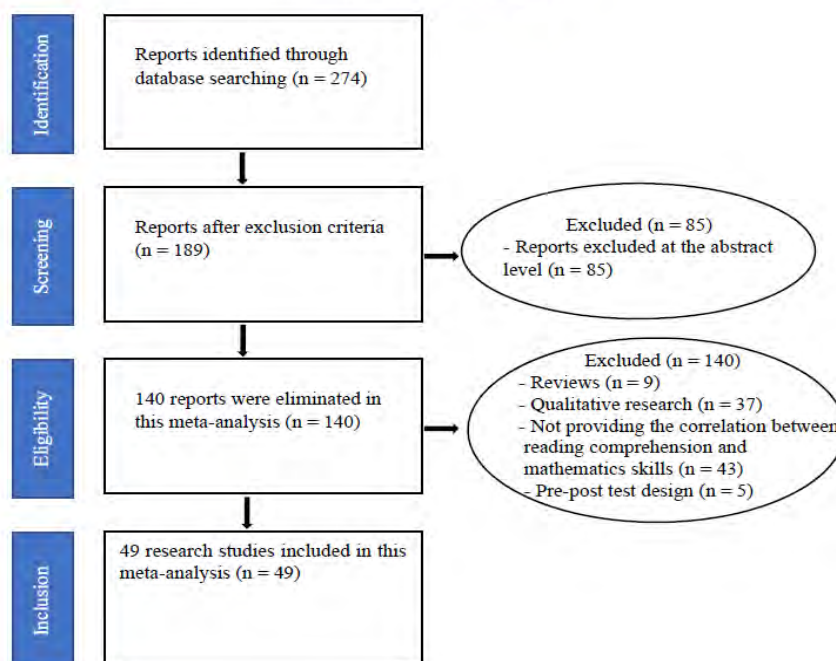 Identification
Reports identified through
database searching (n = 274)
Screening
Reports after exclusion criteria
(n = 189)
Excluded (n = 85)
- Reports excluded at the abstract
level (n = 85)
Eligibility
140 reports were eliminated in
this meta-analysis (n = 140)
Excluded (n = 140)
- Reviews (n = 9)
- Qualitative research (n = 37)
- Not providing the correlation between
reading comprehension and
mathematics skills (n = 43)
- Pre-post test design (n = 5)
Inclusion
49 research studies included in this
meta-analysis (n = 49)